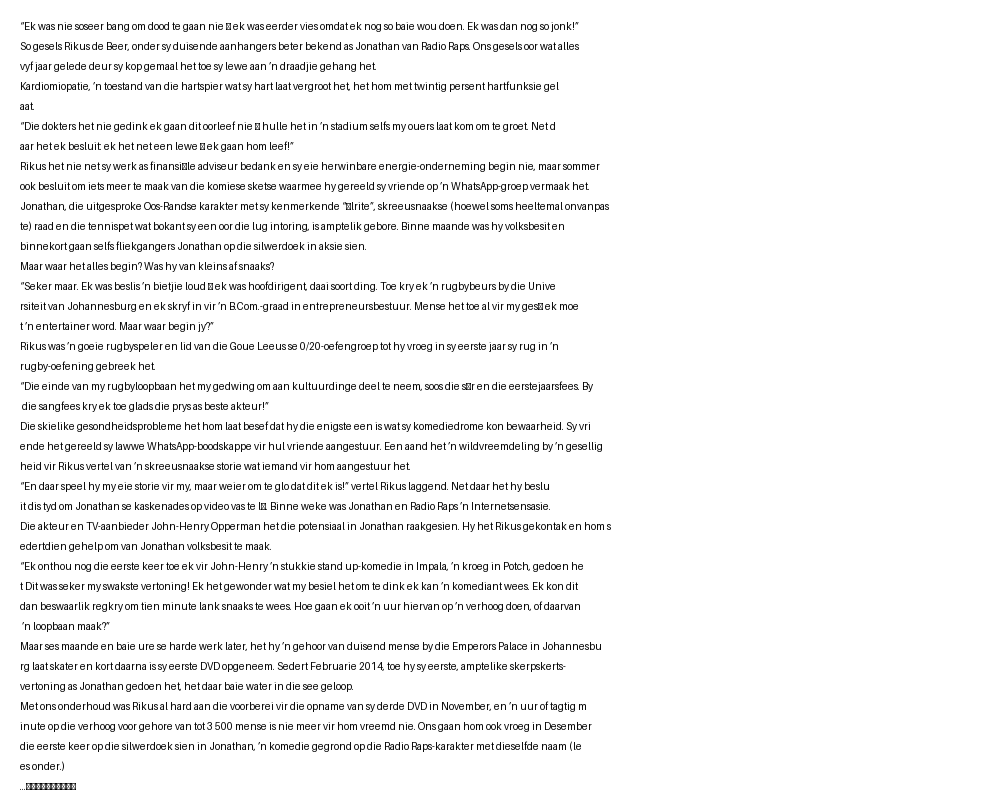 “Ek was nie soseer bang om dood te gaan nie ☒ ek was eerder vies omdat ek nog so baie wou doen. Ek was dan nog so jonk!”
So gesels Rikus de Beer, onder sy duisende aanhangers beter bekend as Jonathan van Radio Raps. Ons gesels oor wat alles
vyf jaar gelede deur sy kop gemaal het toe sy lewe aan ’n draadjie gehang het.
Kardiomiopatie, ’n toestand van die hartspier wat sy hart laat vergroot het, het hom met twintig persent hartfunksie gel
aat.
“Die dokters het nie gedink ek gaan dit oorleef nie ☒ hulle het in ’n stadium selfs my ouers laat kom om te groet. Net d
aar het ek besluit: ek het net een lewe ☒ ek gaan hom leef!”
Rikus het nie net sy werk as finansi☒le adviseur bedank en sy eie herwinbare energie-onderneming begin nie, maar sommer
ook besluit om iets meer te maak van die komiese sketse waarmee hy gereeld sy vriende op ’n WhatsApp-groep vermaak het.
Jonathan, die uitgesproke Oos-Randse karakter met sy kenmerkende “☒lrite”, skreeusnaakse (hoewel soms heeltemal onvanpas
te) raad en die tennispet wat bokant sy een oor die lug intoring, is amptelik gebore. Binne maande was hy volksbesit en
binnekort gaan selfs fliekgangers Jonathan op die silwerdoek in aksie sien.
Maar waar het alles begin? Was hy van kleins af snaaks?
“Seker maar. Ek was beslis ’n bietjie loud ☒ ek was hoofdirigent, daai soort ding. Toe kry ek ’n rugbybeurs by die Unive
rsiteit van Johannesburg en ek skryf in vir ’n B.Com.-graad in entrepreneursbestuur. Mense het toe al vir my ges☒ ek moe
t ’n entertainer word. Maar waar begin jy?”
Rikus was ’n goeie rugbyspeler en lid van die Goue Leeus se 0/20-oefengroep tot hy vroeg in sy eerste jaar sy rug in ’n
rugby-oefening gebreek het.
“Die einde van my rugbyloopbaan het my gedwing om aan kultuurdinge deel te neem, soos die s☒r en die eerstejaarsfees. By
 die sangfees kry ek toe glads die prys as beste akteur!”
Die skielike gesondheidsprobleme het hom laat besef dat hy die enigste een is wat sy komediedrome kon bewaarheid. Sy vri
ende het gereeld sy lawwe WhatsApp-boodskappe vir hul vriende aangestuur. Een aand het ’n wildvreemdeling by ’n gesellig
heid vir Rikus vertel van ’n skreeusnaakse storie wat iemand vir hom aangestuur het.
“En daar speel hy my eie storie vir my, maar weier om te glo dat dit ek is!” vertel Rikus laggend. Net daar het hy beslu
it dis tyd om Jonathan se kaskenades op video vas te l☒. Binne weke was Jonathan en Radio Raps ’n Internetsensasie.
Die akteur en TV-aanbieder John-Henry Opperman het die potensiaal in Jonathan raakgesien. Hy het Rikus gekontak en hom s
edertdien gehelp om van Jonathan volksbesit te maak.
“Ek onthou nog die eerste keer toe ek vir John-Henry ’n stukkie stand up-komedie in Impala, ’n kroeg in Potch, gedoen he
t. Dit was seker my swakste vertoning! Ek het gewonder wat my besiel het om te dink ek kan ’n komediant wees. Ek kon dit
dan beswaarlik regkry om tien minute lank snaaks te wees. Hoe gaan ek ooit ’n uur hiervan op ’n verhoog doen, of daarvan
 ’n loopbaan maak?”
Maar ses maande en baie ure se harde werk later, het hy ’n gehoor van duisend mense by die Emperors Palace in Johannesbu
rg laat skater en kort daarna is sy eerste DVD opgeneem. Sedert Februarie 2014, toe hy sy eerste, amptelike skerpskerts-
vertoning as Jonathan gedoen het, het daar baie water in die see geloop.
Met ons onderhoud was Rikus al hard aan die voorberei vir die opname van sy derde DVD in November, en ’n uur of tagtig m
inute op die verhoog voor gehore van tot 3 500 mense is nie meer vir hom vreemd nie. Ons gaan hom ook vroeg in Desember
die eerste keer op die silwerdoek sien in Jonathan, ’n komedie gegrond op die Radio Raps-karakter met dieselfde naam (le
es onder.)
...☒☒☒☒☒☒☒☒☒☒